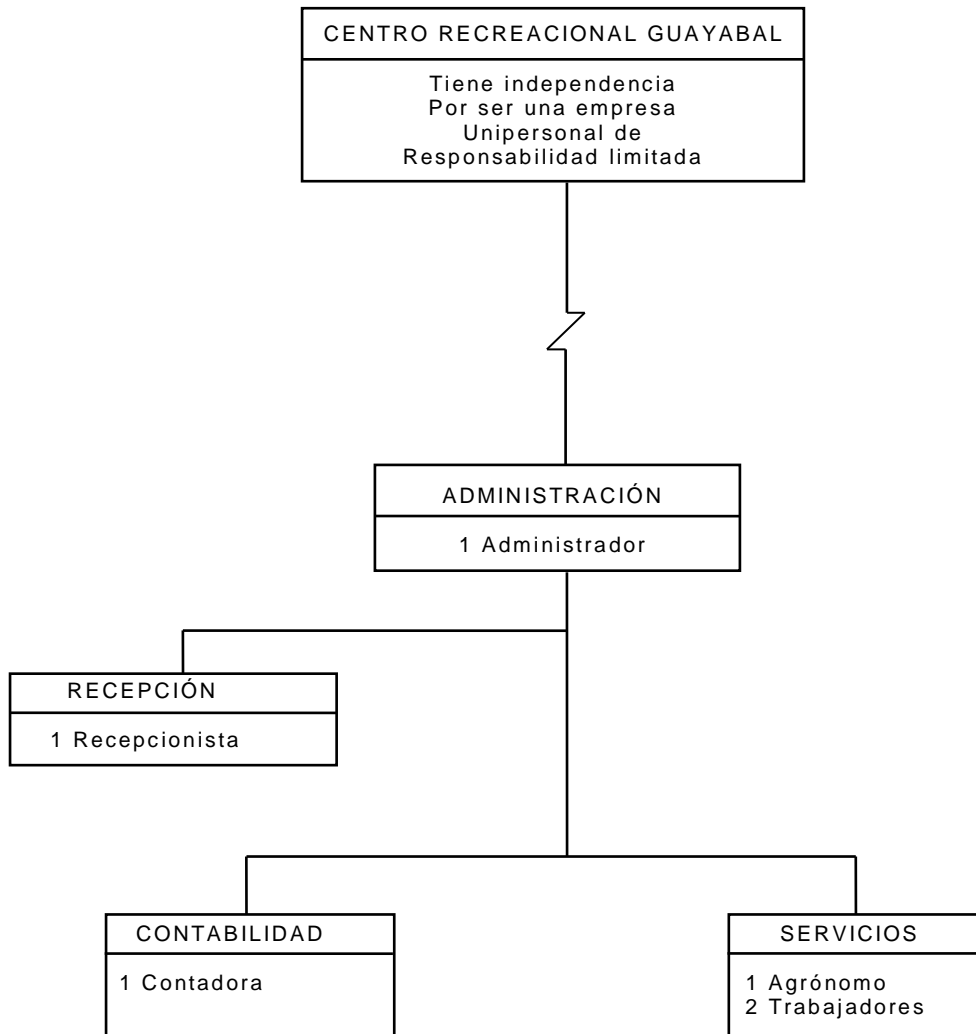 CENTRO RECREACIONAL GUAYABAL
Tiene independencia
Por ser una empresa
Unipersonal de
Responsabilidad limitada
ADMINISTRACIÓN
1 Administrador
RECEPCIÓN
1 Recepcionista
CONTABILIDAD
1 Contadora
SERVICIOS
1 Agrónomo
2 Trabajadores